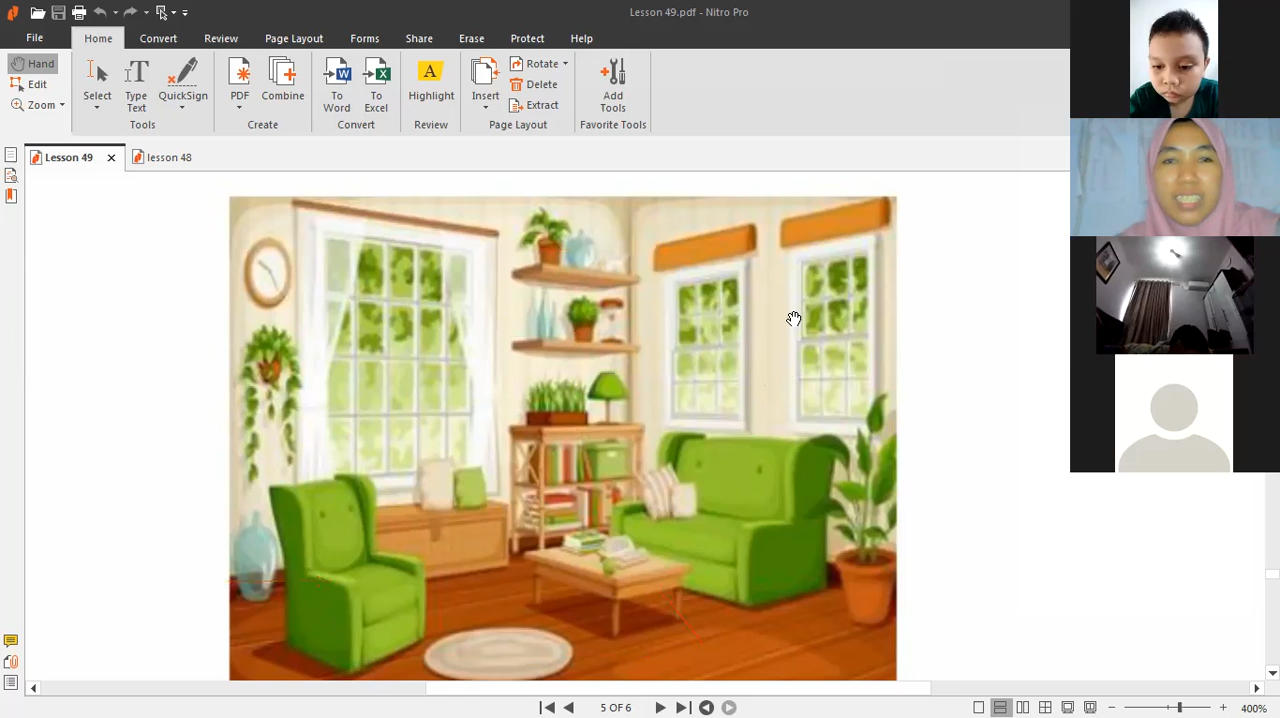 Lesson 49.pdf - Nitro Pro
File Home Convert Review Page Layout Forms Share Erase Protect Help
Hand
Edit
Zoom
Select
Type Text
QuickSign
Tools
PDF
Combine
Create
To Word
To Excel
Convert
Highlight
Review
Insert
Rotate
Delete
Extract
Page Layout
Add Tools
Favorite Tools
Lesson 49
lesson 48
5 OF 6
400%